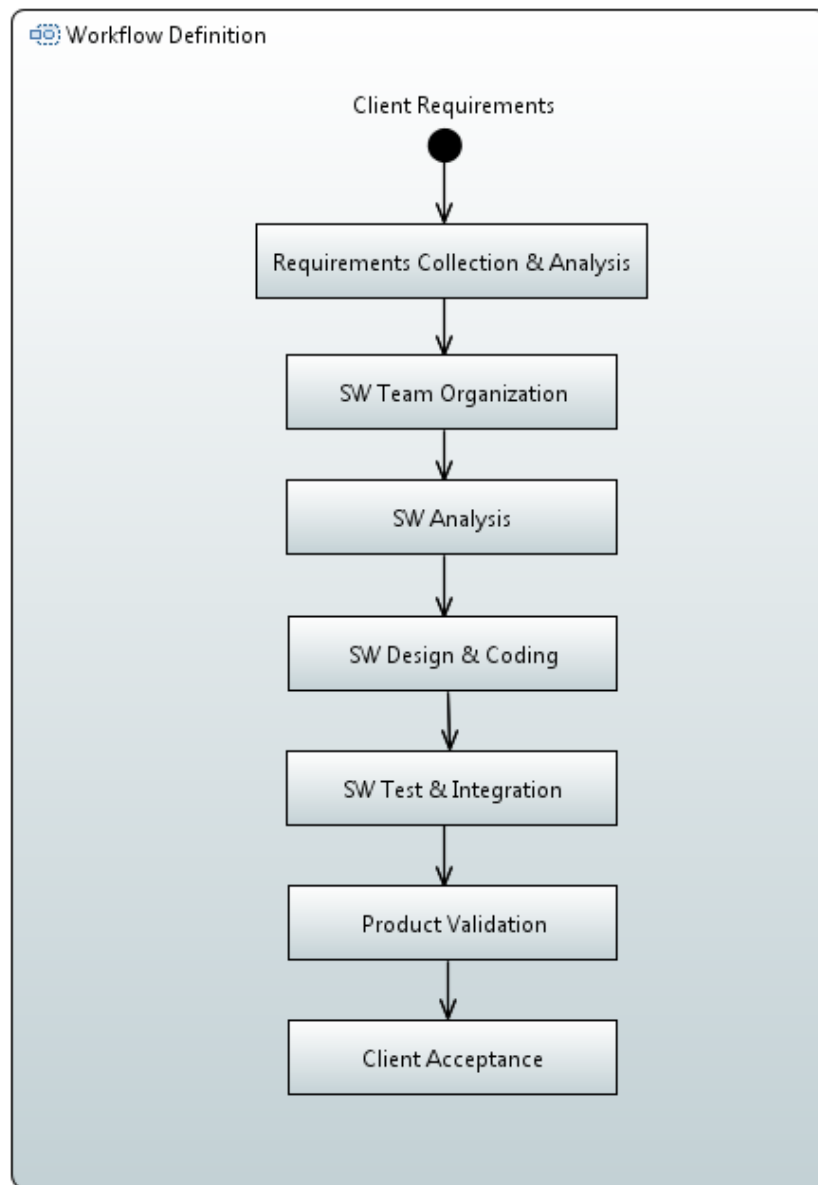 Workflow Definition
Client Requirements
Requirements Collection & Analysis
SW Team Organization
SW Analysis
SW Design & Coding
SW Test & Integration
Product Validation
Client Acceptance